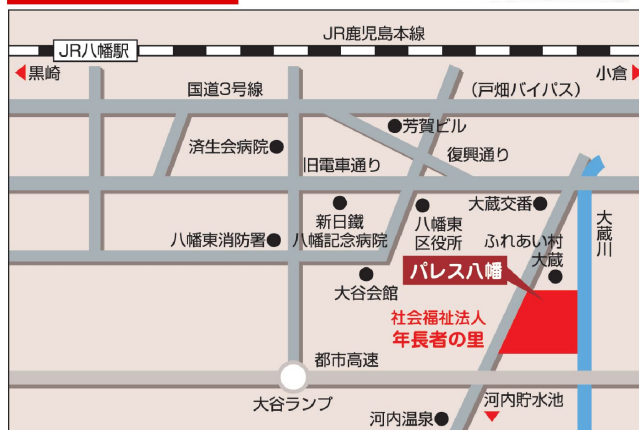 JR鹿児島本線
JR八幡駅
黒崎
小倉
国道3号線
(戸畑バイパス)
芳賀ビル
済生会病院
復興通り
旧電車通り
大蔵交番
新日鐵
八幡記念病院
八幡東
区役所
八幡東消防署
ふれあい村
大蔵
大蔵川
パレス八幡
大谷会館
社会福祉法人
年長者の里
都市高速
大谷ランプ
河内貯水池
河内温泉